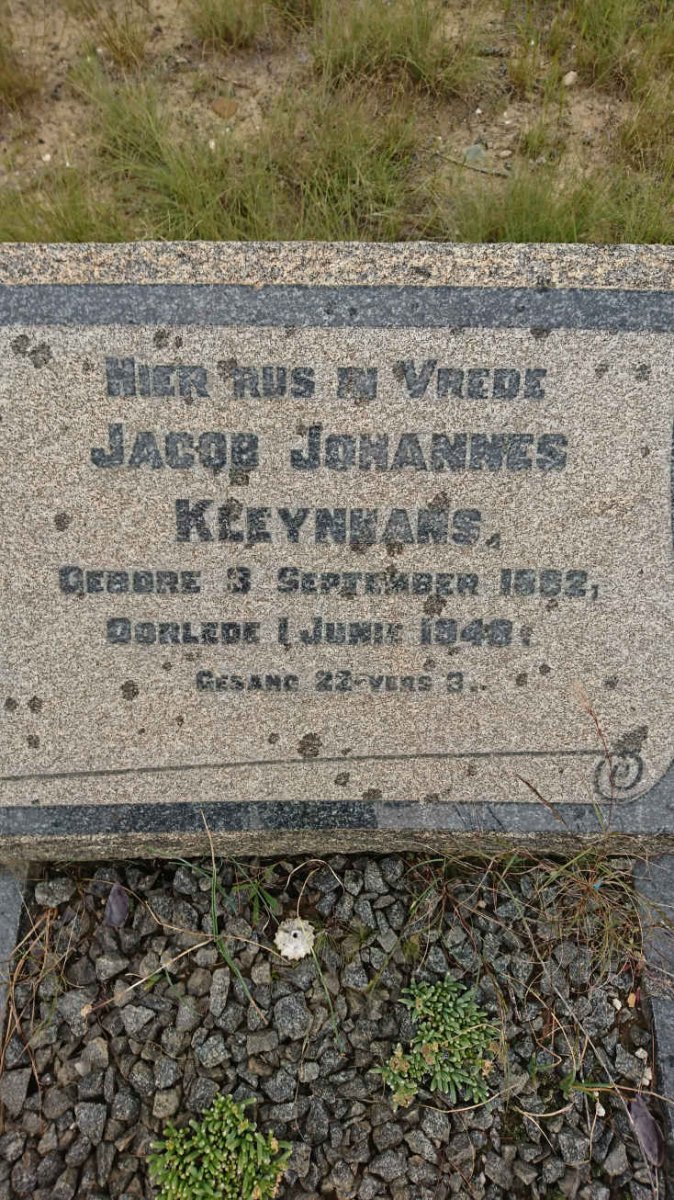 HIER RUS IN VREDE
JACOB JOHANNES
KLEYNHANS.
GEBORE 3 SEPTEMBER 1882,
OORLEDE 1 JUNIE 1948.
GESANG 22-VERS 3.